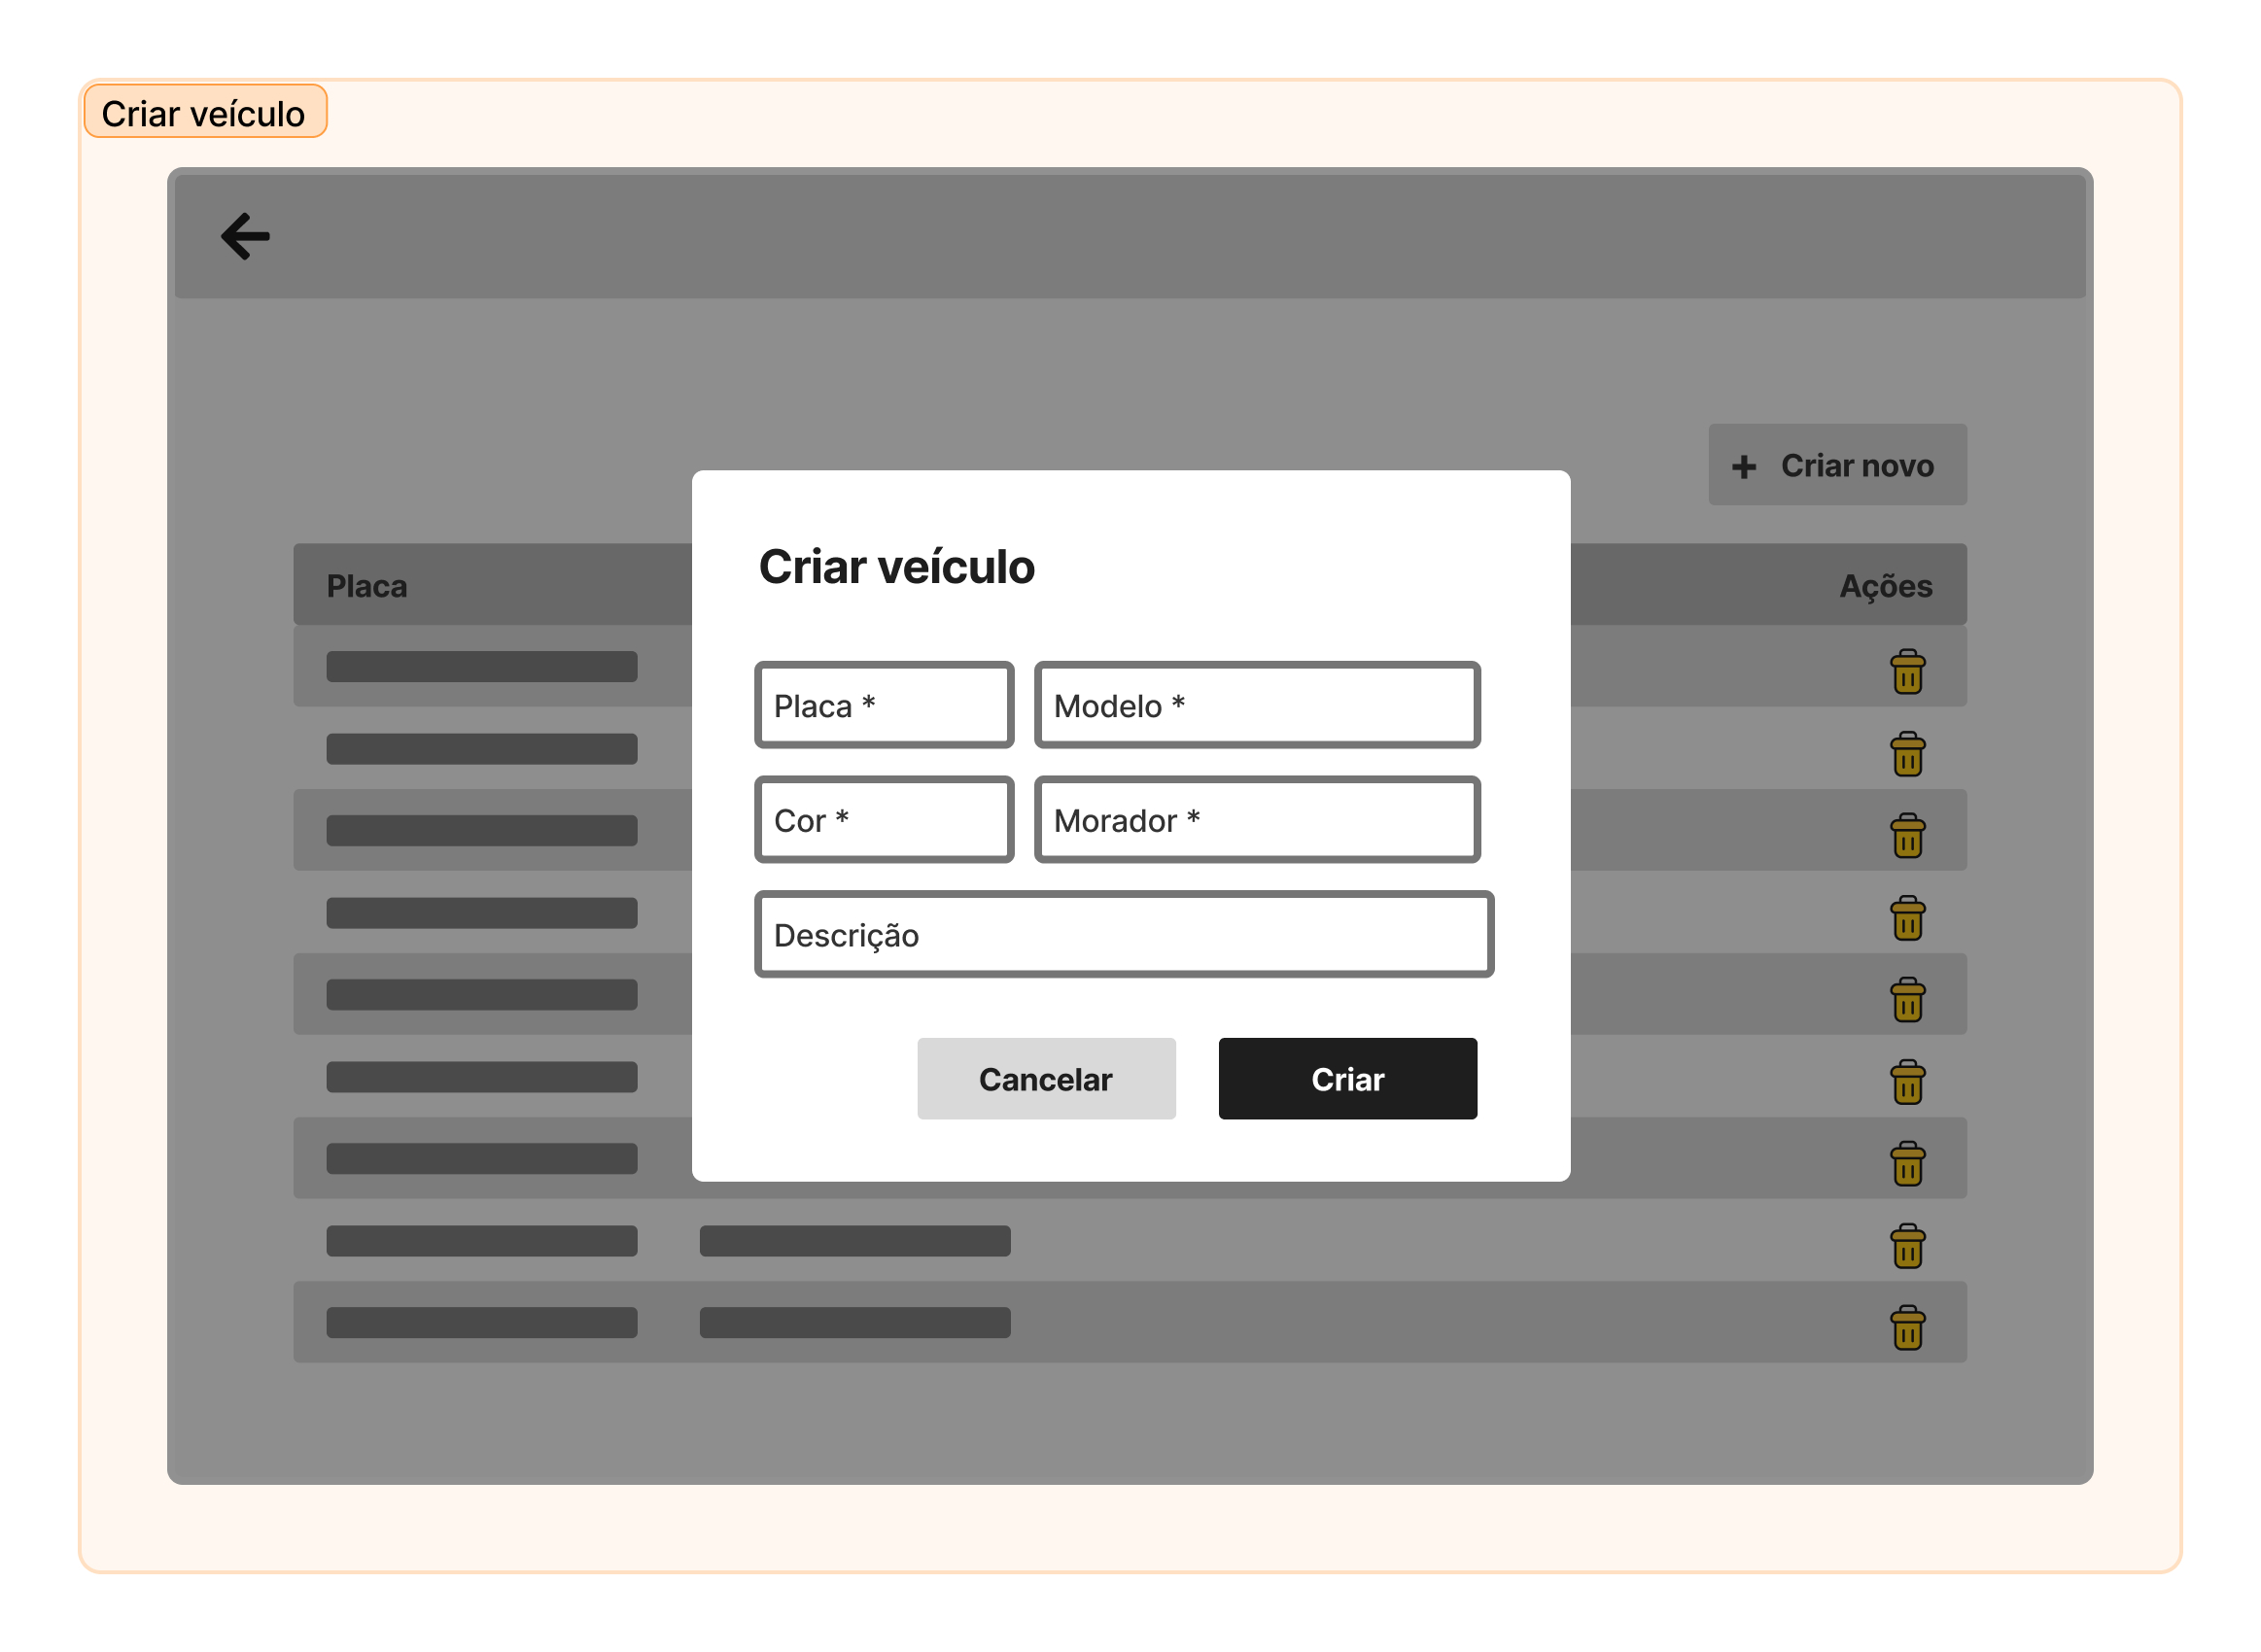 Criar veículo
+ Criar novo
Placa
Ações
Criar veículo
Placa *
Modelo *
Cor *
Morador *
Descrição
Cancelar
Criar